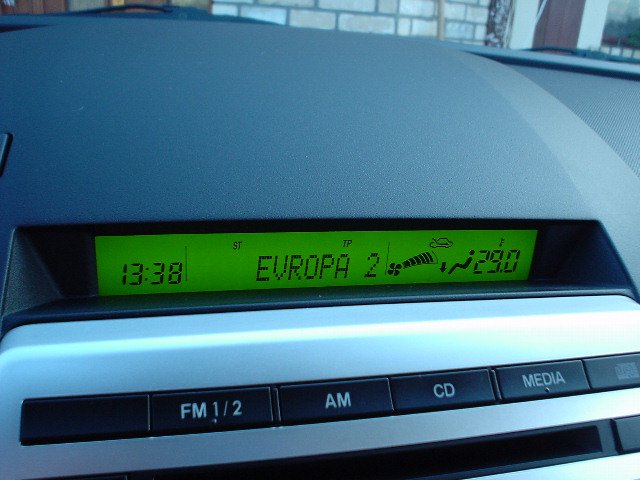 ST TP
13:38 EVROPA 2 29.0
FM 1/2 AM CD MEDIA